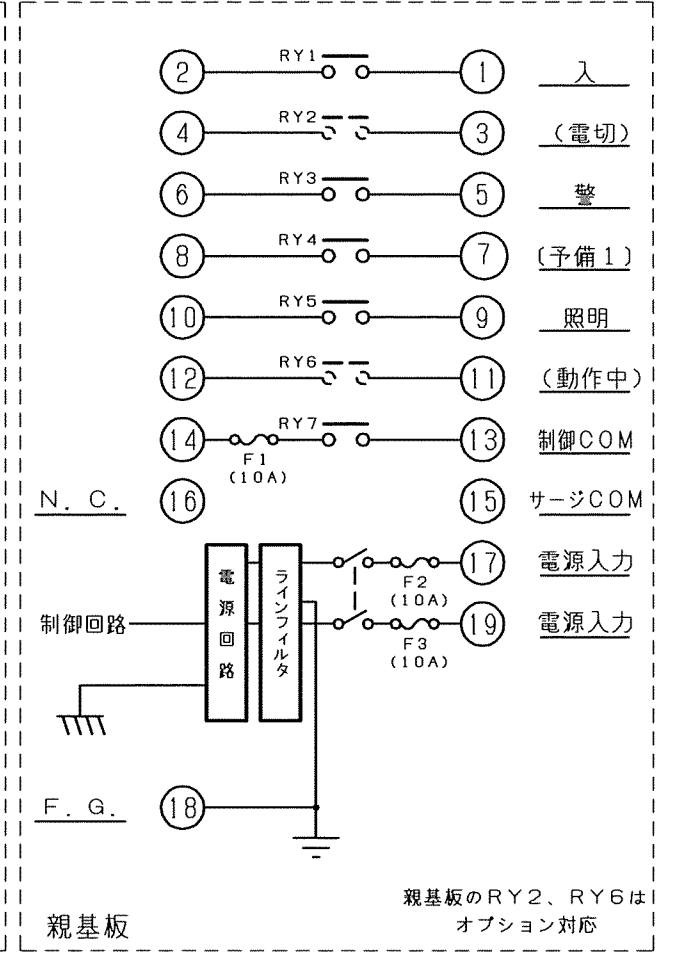 ② RY1 ① 入
④ RY2 ③ (電切)
⑥ RY3 ⑤ 警
⑧ RY4 ⑦ (予備1)
⑩ RY5 ⑨ 照明
⑫ RY6 ⑪ (動作中)
⑭ F1 (10A) RY7 ⑬ 制御COM
N. C. ⑯ ⑮ サージCOM
電源回路
ラインフィルタ
F2 (10A) ⑰ 電源入力
制御回路
F3 (10A) ⑲ 電源入力
F. G. ⑱
親基板のRY2、RY6は
オプション対応
親基板